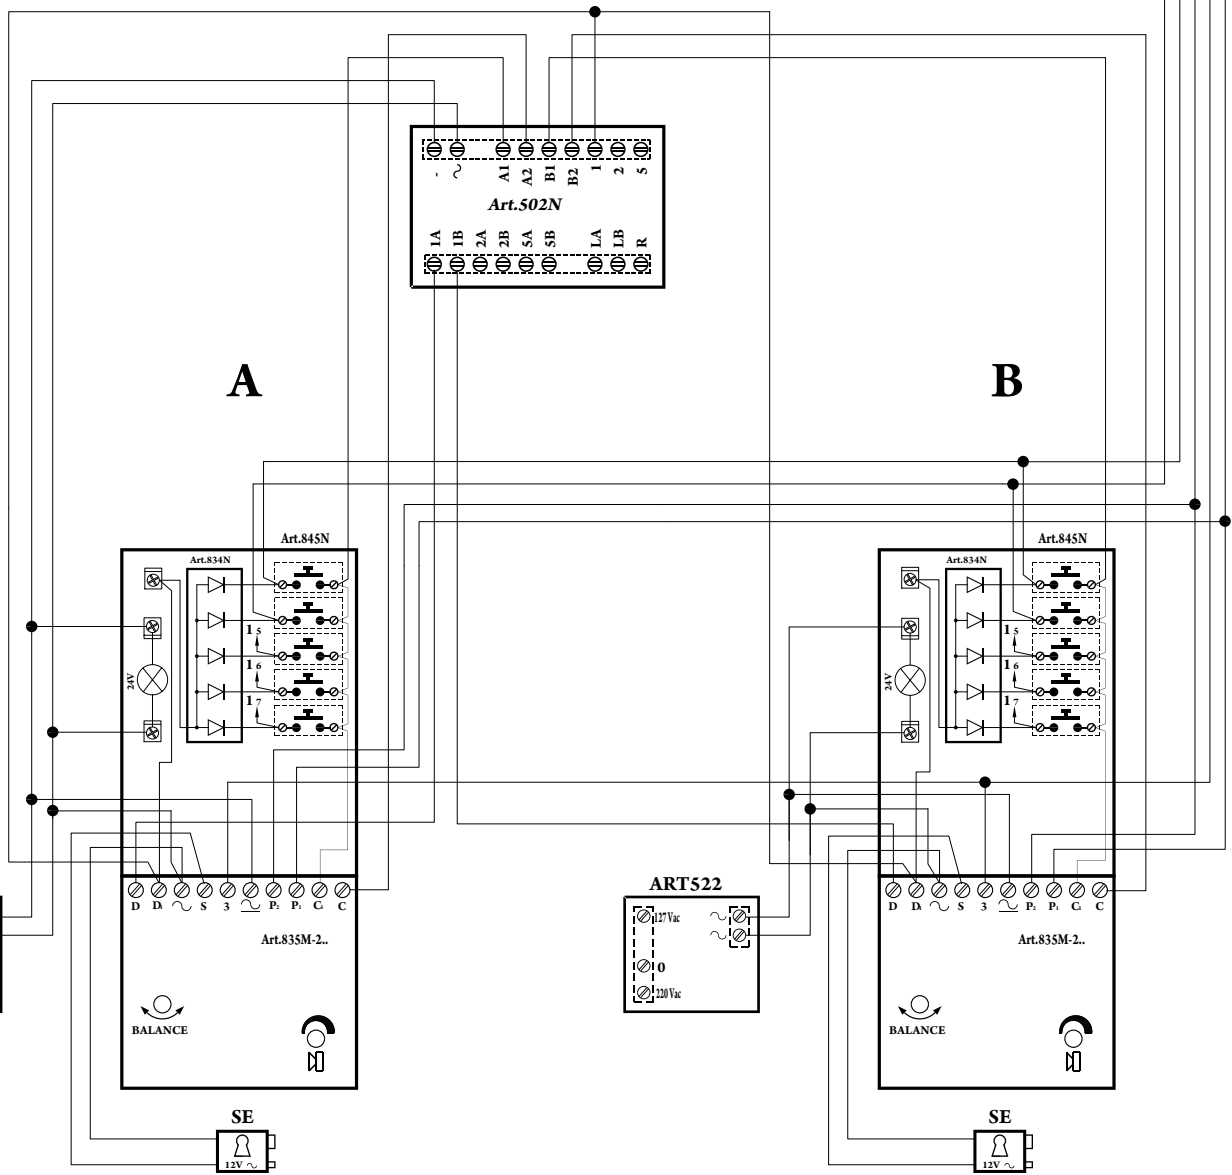 - ~ A1 A2 B1 B2 1 2 5
Art.502N
1A 1B 2A 2B 5A 5B LA LB R
A
B
Art.845N
Art.834N
24V
1 5
1 6
1 7
D D₁ ~ S 3 ~ P₂ P₁ C₁ C
Art.835M-2..
BALANCE
SE
12V ~
ART522
127 Vac ~
~
0
220 Vac
Art.845N
Art.834N
24V
1 5
1 6
1 7
D D₁ ~ S 3 ~ P₂ P₁ C₁ C
Art.835M-2..
BALANCE
SE
12V ~